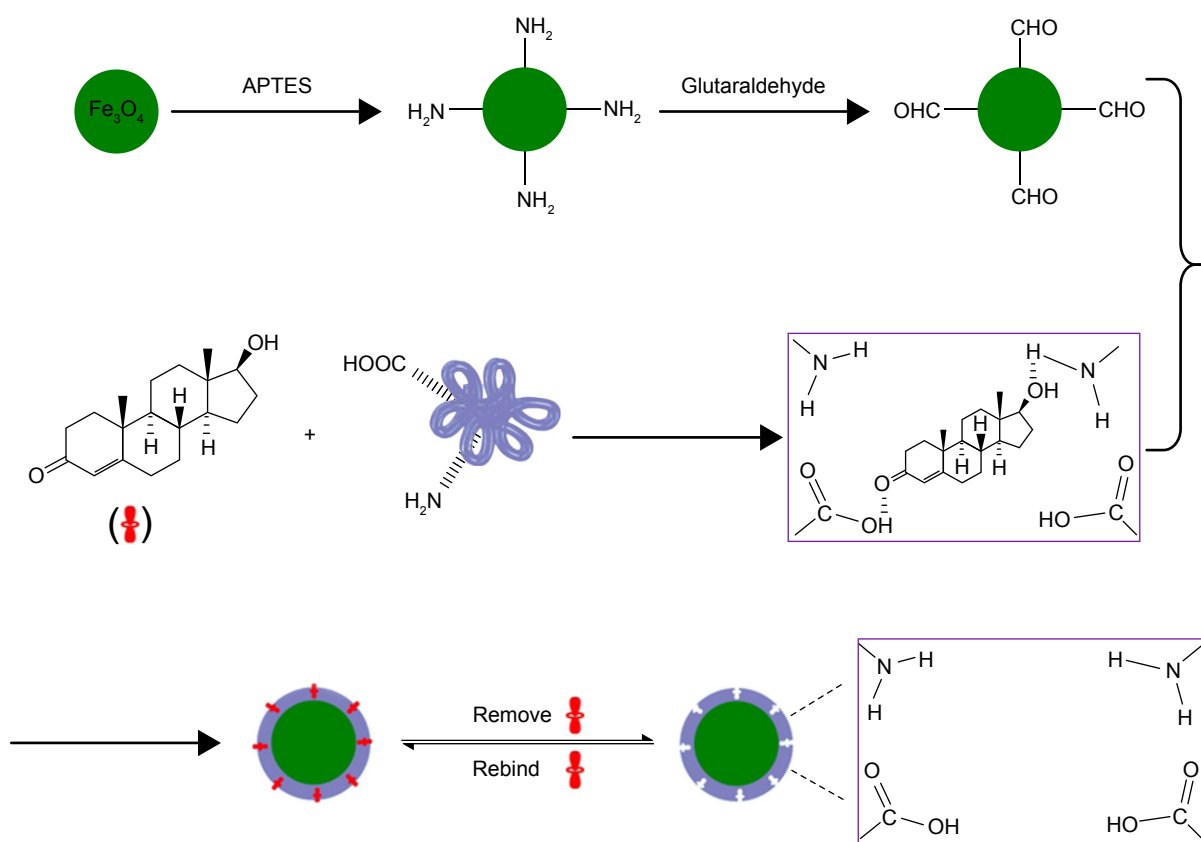 APTES
Glutaraldehyde
Fe₃O₄
NH₂
H₂N
NH₂
NH₂
CHO
OHC
CHO
CHO
OH
H
H
H
O
+
HOOC
H₂N
N
H
H
H
N
H
OH
H
H
H
O
O
C
OH
O
C
HO
( )
Remove
Rebind
N
H
H
H
N
H
O
C
OH
O
C
HO